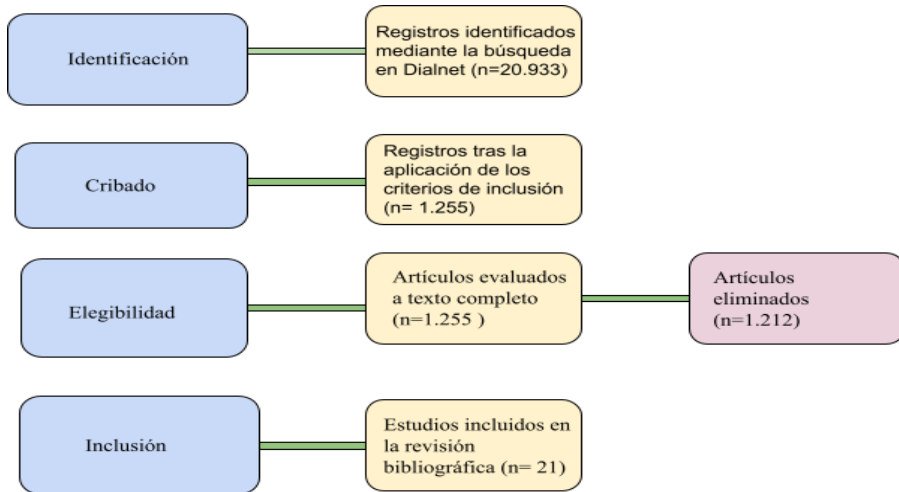 Identificación
Registros identificados
mediante la búsqueda
en Dialnet (n=20.933)
Cribado
Registros tras la
aplicación de los
criterios de inclusión
(n= 1.255)
Elegibilidad
Artículos evaluados
a texto completo
(n=1.255 )
Artículos
eliminados
(n=1.212)
Inclusión
Estudios incluidos en
la revisión
bibliográfica (n= 21)